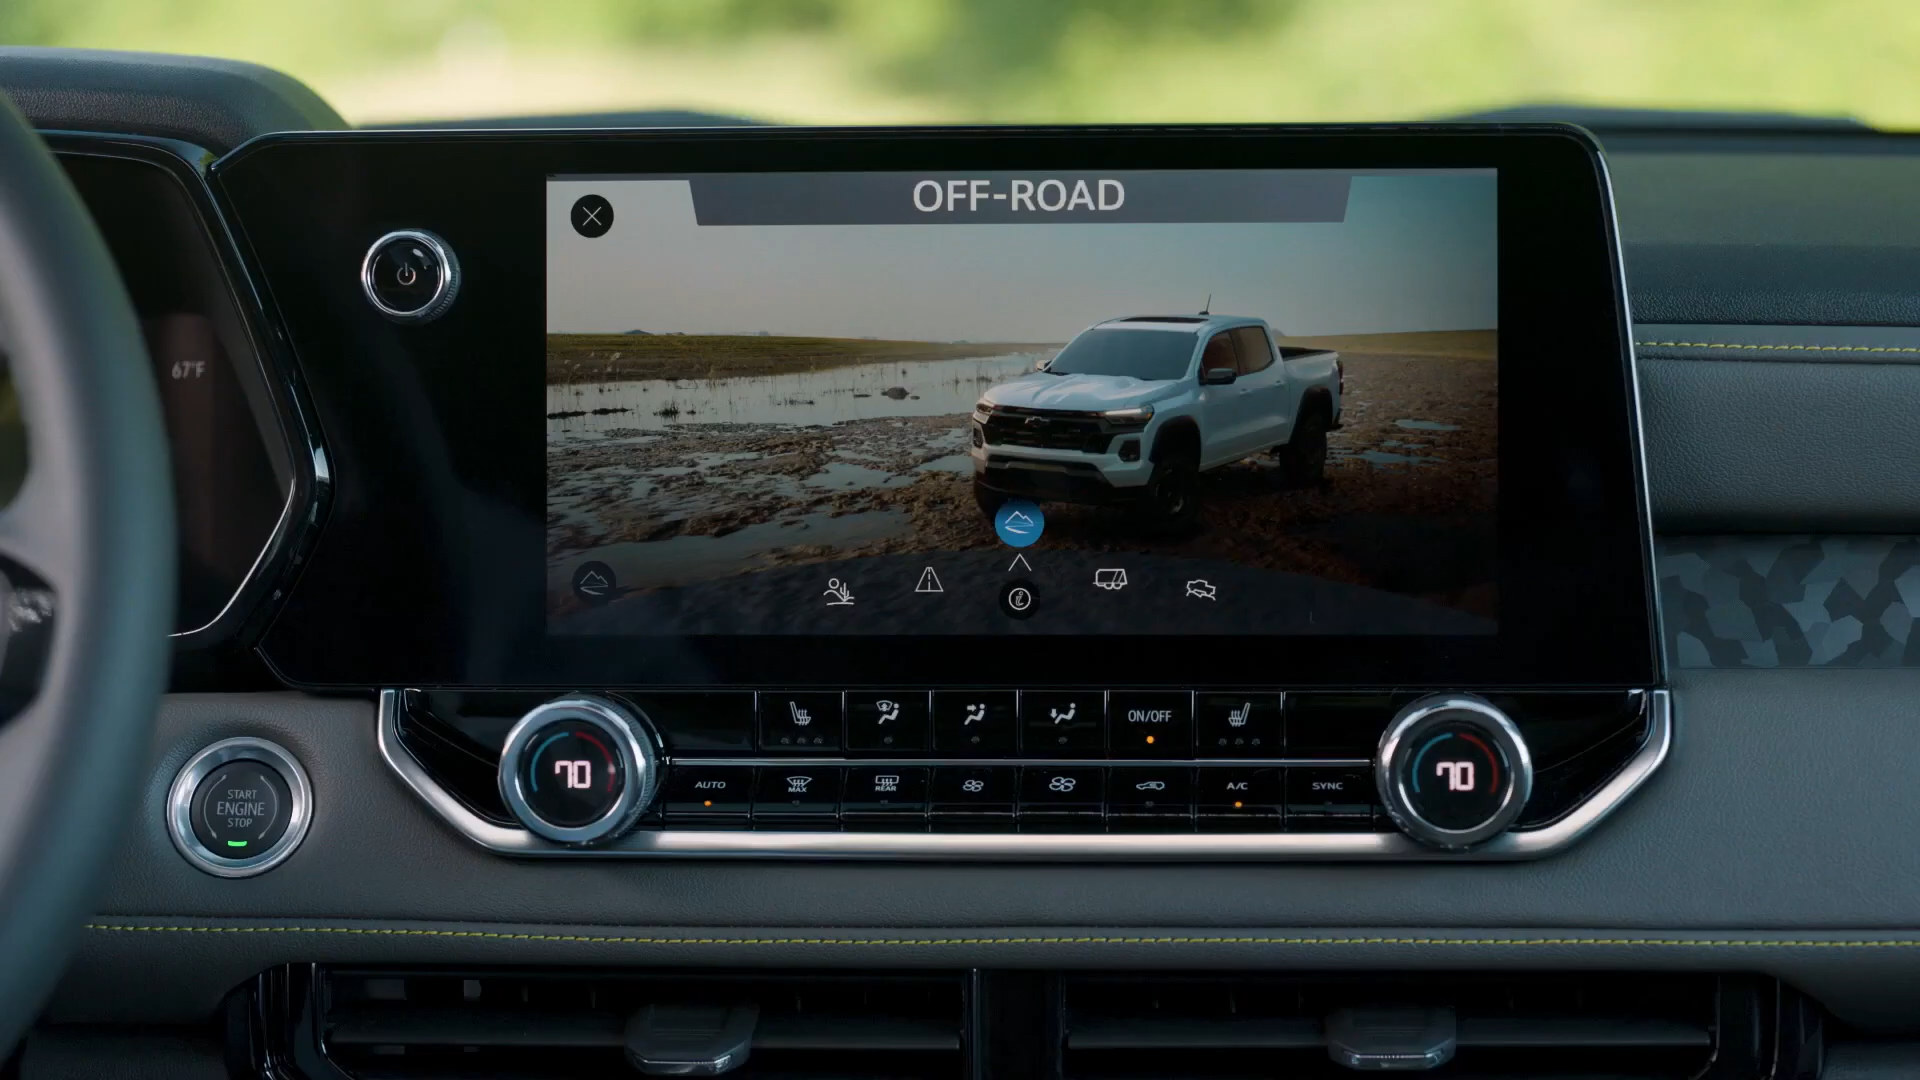 OFF-ROAD
67°F
70
ON/OFF
70
AUTO
MAX
REAR
A/C
SYNC
START
ENGINE
STOP